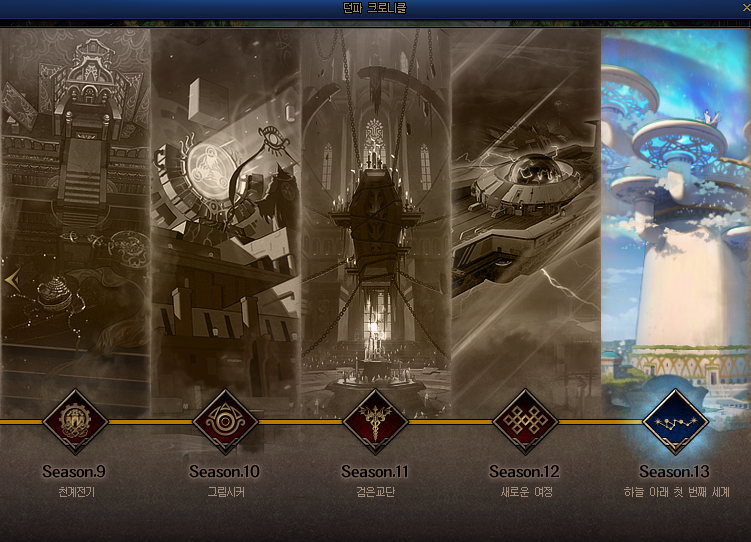 던파 크로니클
Season.9
천계전기
Season.10
그림시커
Season.11
검은교단
Season.12
새로운 여정
Season.13
하늘 아래 첫 번째 세계